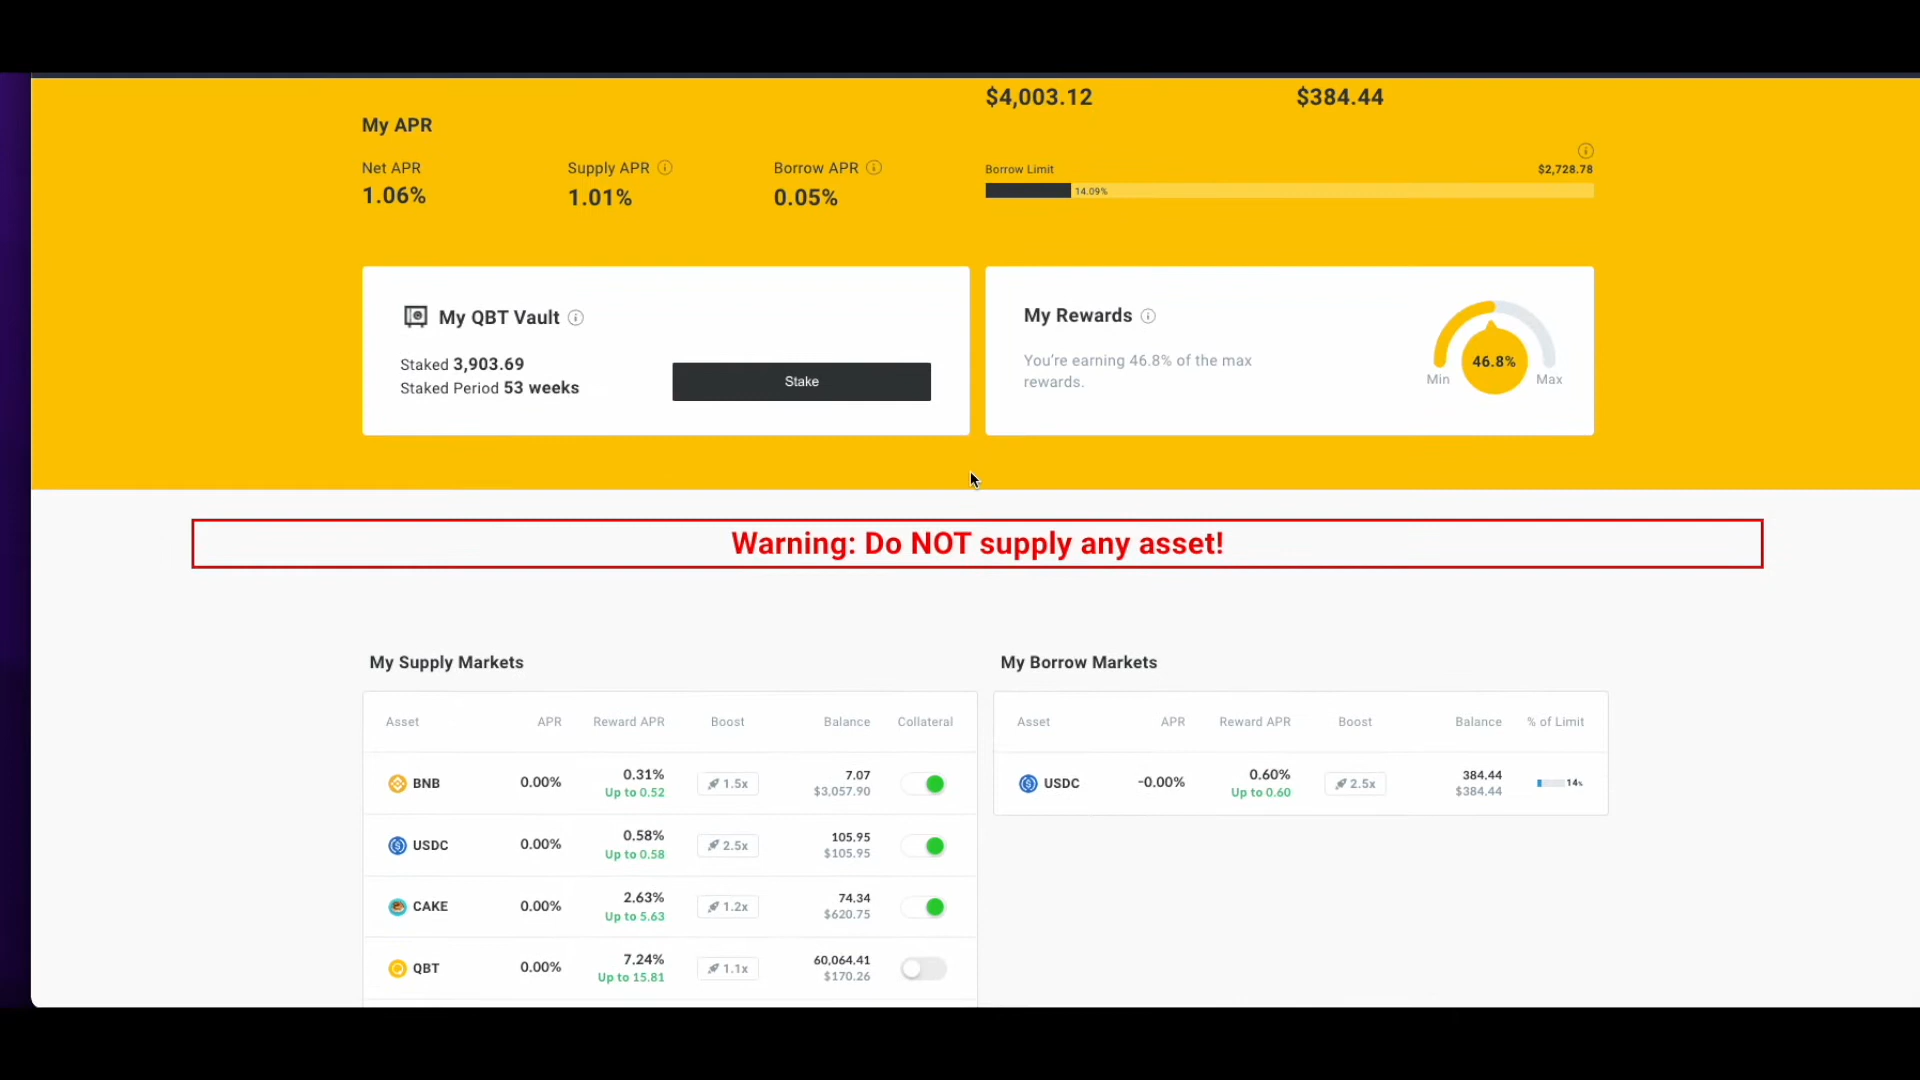 $4,003.12 $384.44
My APR
Net APR Supply APR Borrow APR
1.06% 1.01% 0.05%
Borrow Limit $2,728.78
14.09%
My QBT Vault
Staked 3,903.69
Staked Period 53 weeks
Stake
My Rewards
You're earning 46.8% of the max
rewards.
46.8%
Min Max
Warning: Do NOT supply any asset!
My Supply Markets
Asset APR Reward APR Boost Balance Collateral
BNB 0.00% 0.31% 1.5x 7.07
Up to 0.52 $3,057.90
USDC 0.00% 0.58% 2.5x 105.95
Up to 0.58 $105.95
CAKE 0.00% 2.63% 1.2x 74.34
Up to 5.63 $620.75
QBT 0.00% 7.24% 1.1x 60,064.41
Up to 15.81 $170.26
My Borrow Markets
Asset APR Reward APR Boost Balance % of Limit
USDC -0.00% 0.60% 2.5x 384.44 14%
Up to 0.60 $384.44